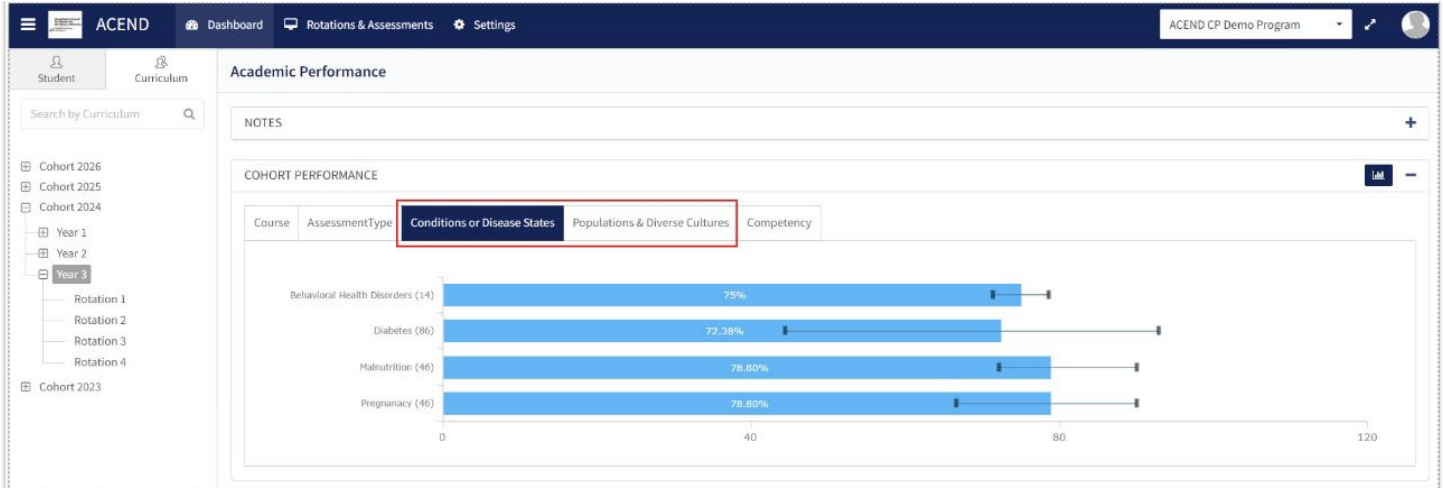 ACEND
Dashboard
Rotations & Assessments
Settings
ACEND CP Demo Program
Student
Curriculum
Search by Curriculum
Cohort 2026
Cohort 2025
Cohort 2024
Year 1
Year 2
Year 3
Rotation 1
Rotation 2
Rotation 3
Rotation 4
Cohort 2023
Academic Performance
NOTES
COHORT PERFORMANCE
Course
AssessmentType
Conditions or Disease States
Populations & Diverse Cultures
Competency
Behavioral Health Disorders (14)
75%
Diabetes (86)
72.38%
Malnutrition (46)
78.80%
Pregnanacy (46)
78.80%
0
40
80
120